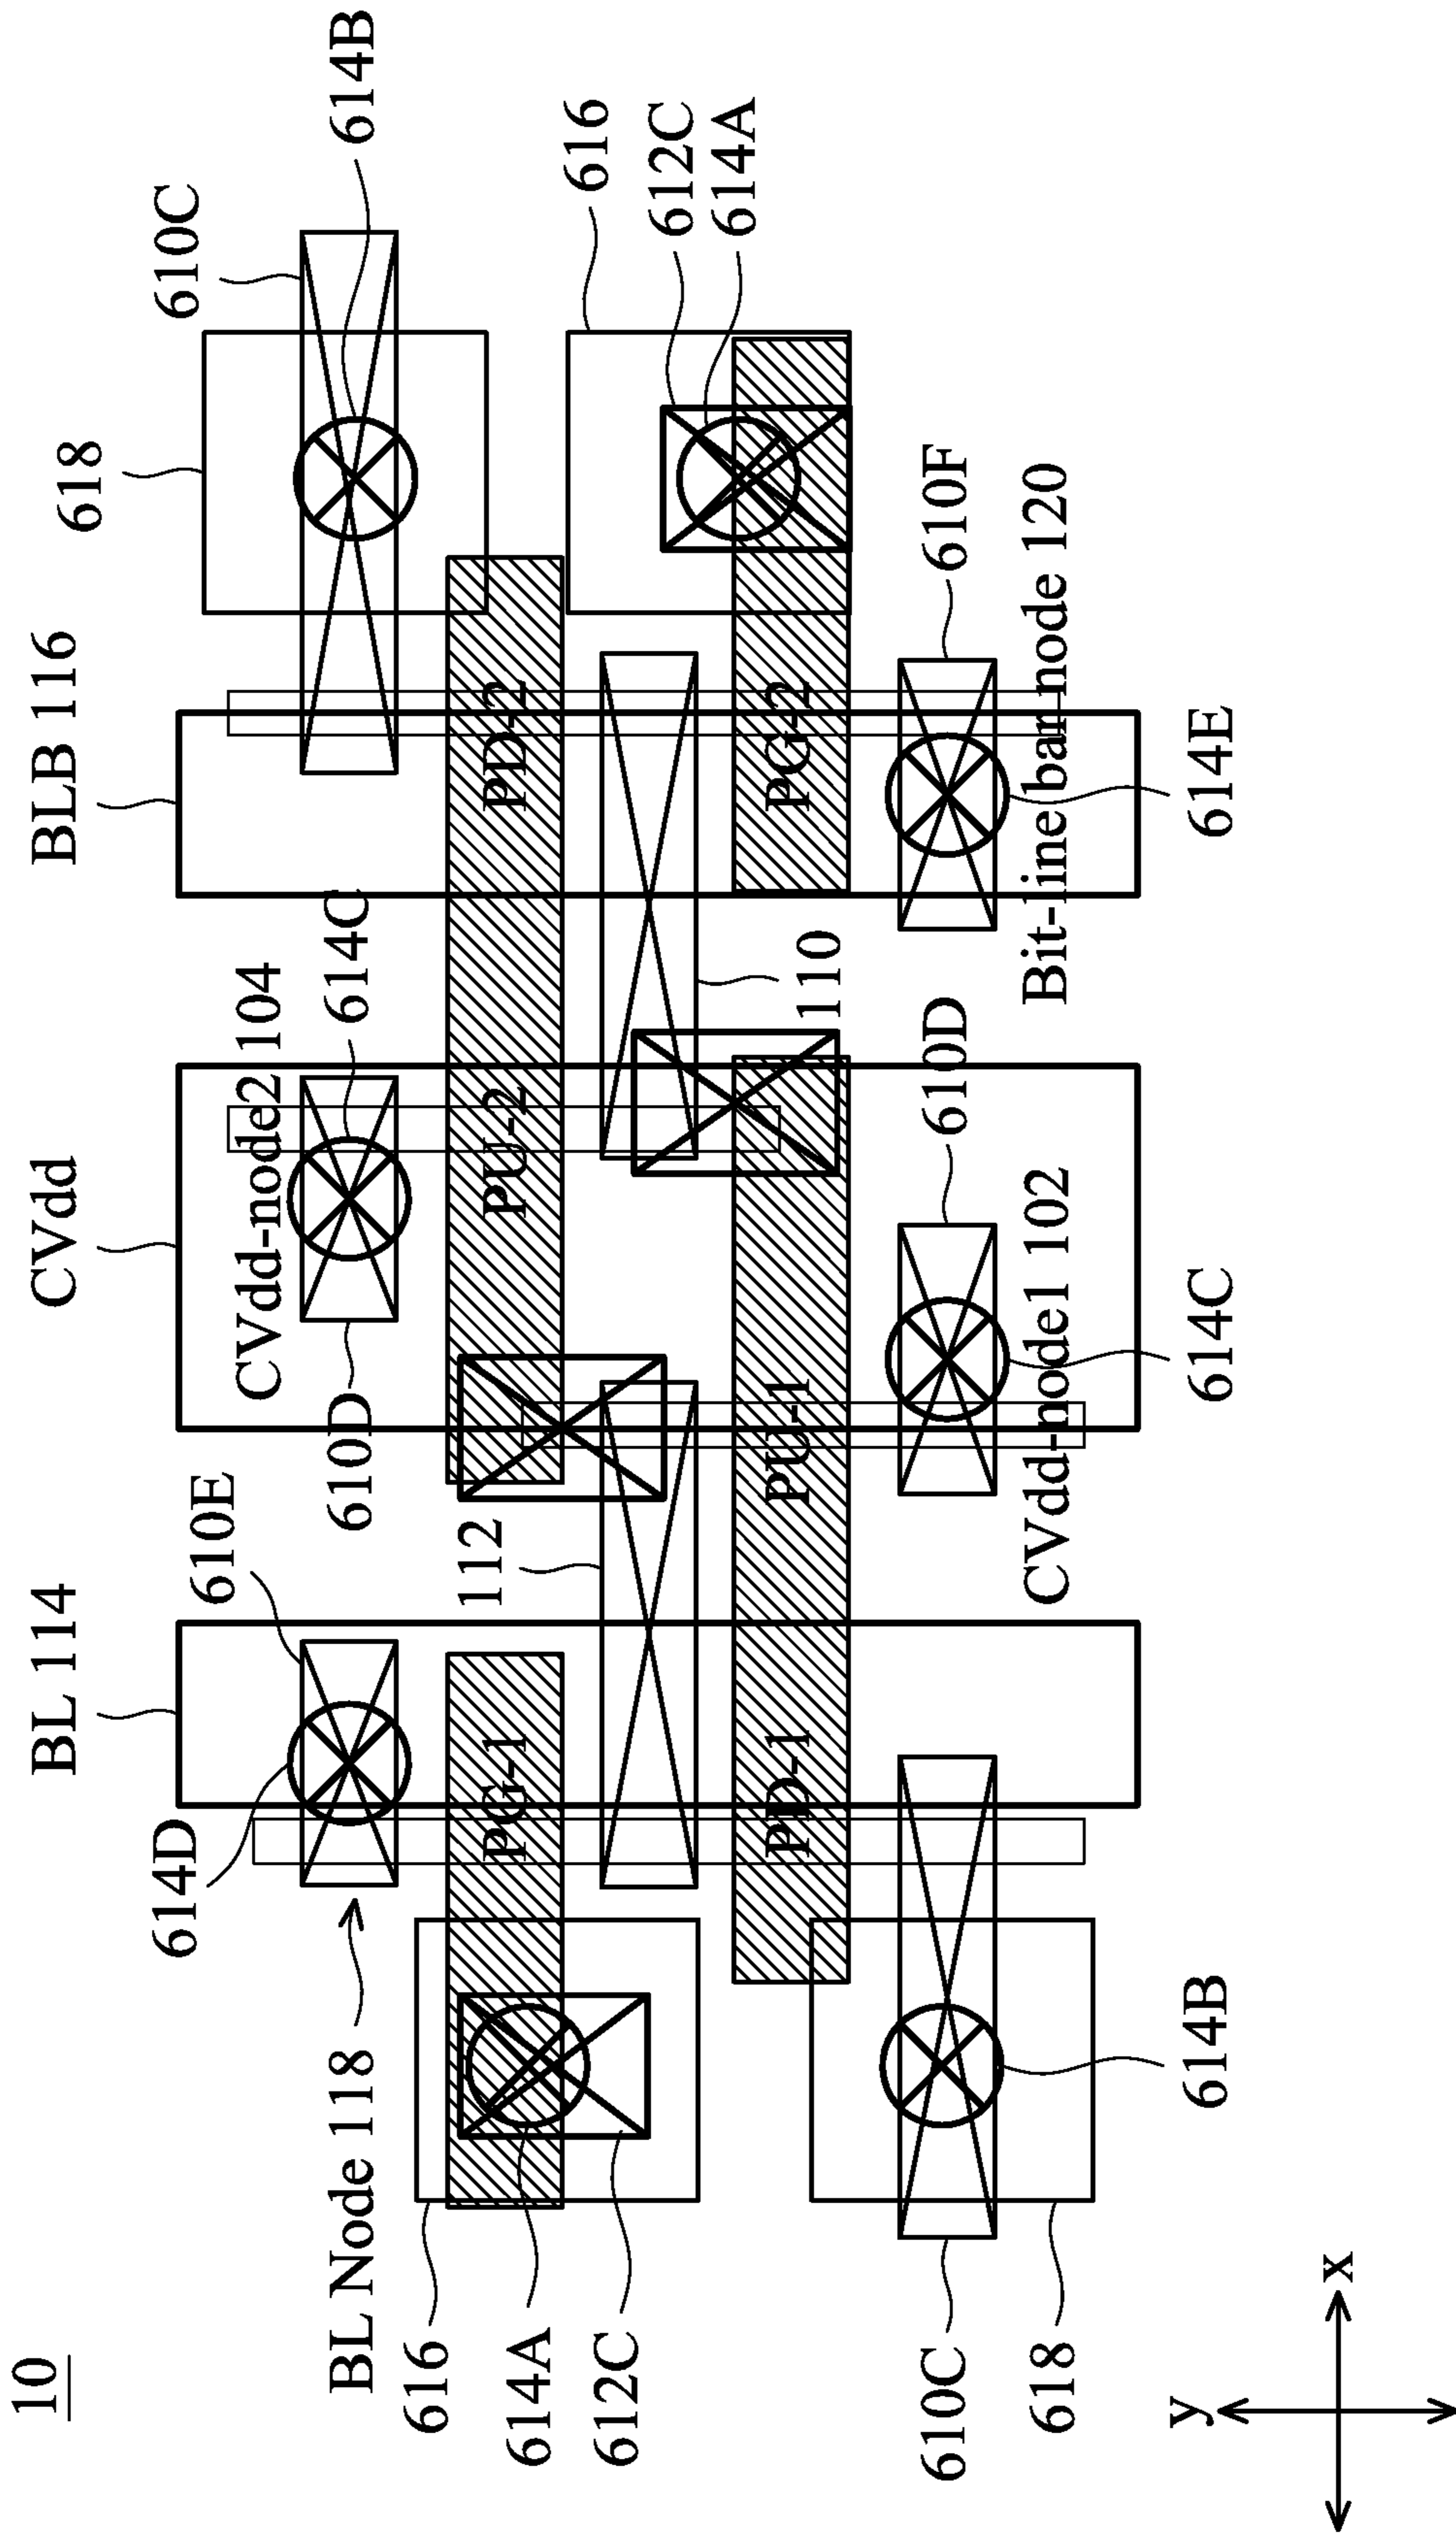 10
BL 114
CVdd
BLB 116
618
610C
614B
614D
610E
CVdd-node2 104
614C
610D
BL Node 118
616
PG-1
112
PU-2
PD-2
616
614A
612C
612C
614A
PD-1
PU-1
110
PG-2
610C
618
610D
610F
CVdd-node1 102
Bit-line bar node 120
614B
614C
614E
y
x